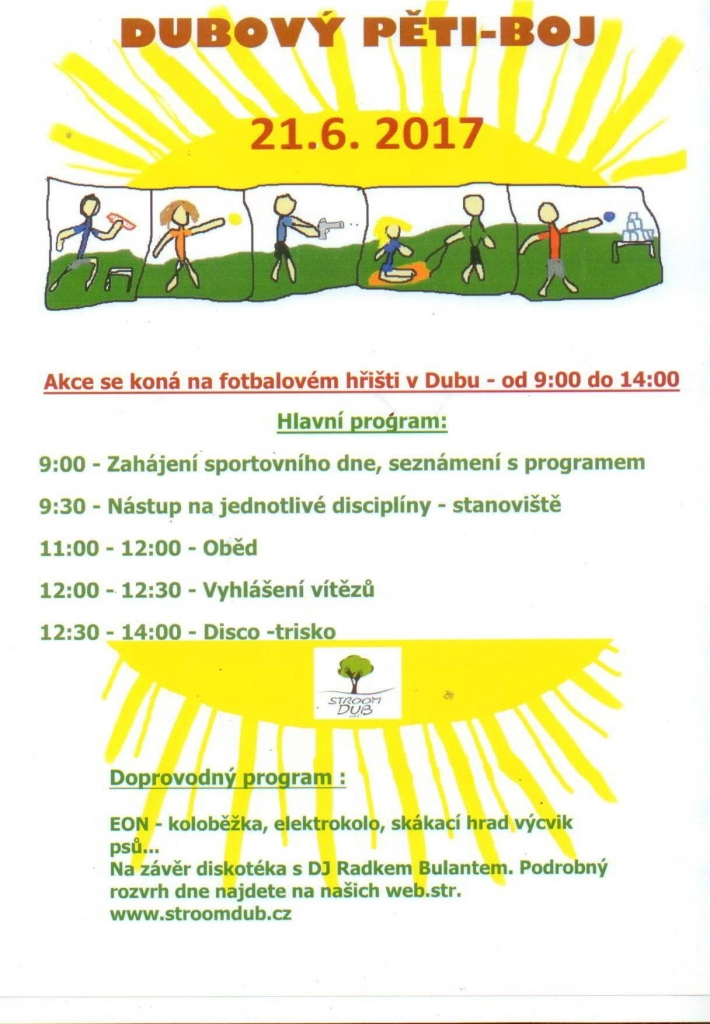 DUBOVÝ PĚTI-BOJ
21.6. 2017
Akce se koná na fotbalovém hřišti v Dubu - od 9:00 do 14:00
Hlavní program:
9:00 - Zahájení sportovního dne, seznámení s programem
9:30 - Nástup na jednotlivé disciplíny - stanoviště
11:00 - 12:00 - Oběd
12:00 - 12:30 - Vyhlášení vítězů
12:30 - 14:00 - Disco -trisko
STROOM
DUB
Doprovodný program :
EON - koloběžka, elektrokolo, skákací hrad výcvik
psů...
Na závěr diskotéka s DJ Radkem Bulantem. Podrobný
rozvrh dne najdete na našich web.str.
www.stroomdub.cz